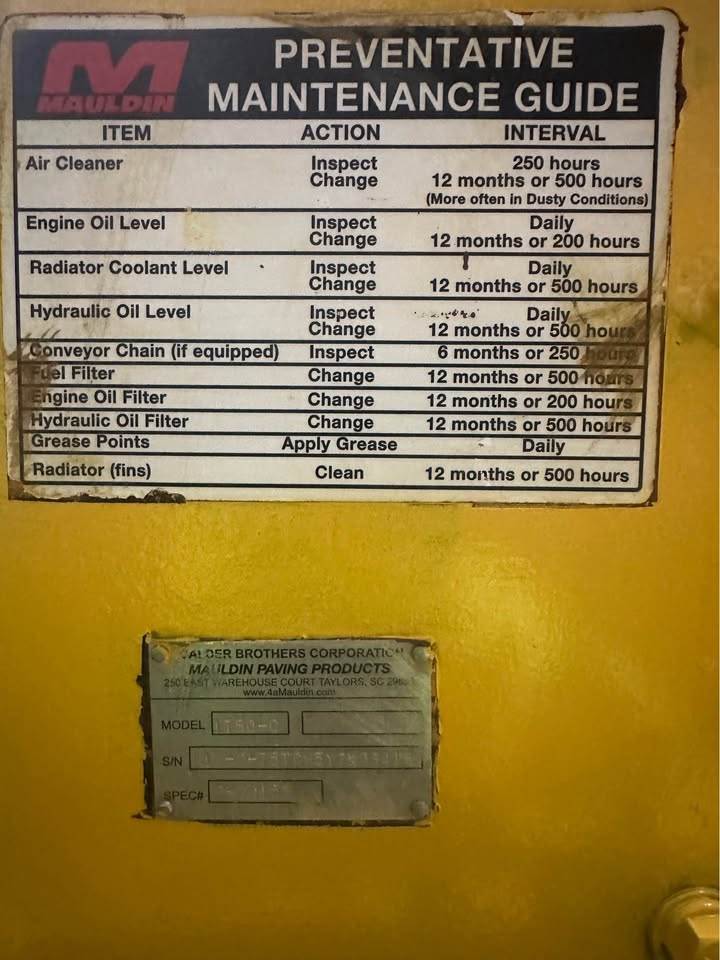 MAULDIN
PREVENTATIVE
MAINTENANCE GUIDE
ITEM ACTION INTERVAL
Air Cleaner Inspect 250 hours
Change 12 months or 500 hours
(More often in Dusty Conditions)
Engine Oil Level Inspect Daily
Change 12 months or 200 hours
Radiator Coolant Level Inspect Daily
Change 12 months or 500 hours
Hydraulic Oil Level Inspect Daily
Change 12 months or 500 hours
Conveyor Chain (if equipped) Inspect 6 months or 250 hours
Fuel Filter Change 12 months or 500 hours
Engine Oil Filter Change 12 months or 200 hours
Hydraulic Oil Filter Change 12 months or 500 hours
Grease Points Apply Grease Daily
Radiator (fins) Clean 12 months or 500 hours
BROTHERS CORPORATION
MAULDIN PAVING PRODUCTS
250 EAST WAREHOUSE COURT TAYLORS, SC
www.4aMauldin.com
MODEL
S/N
SPEC#